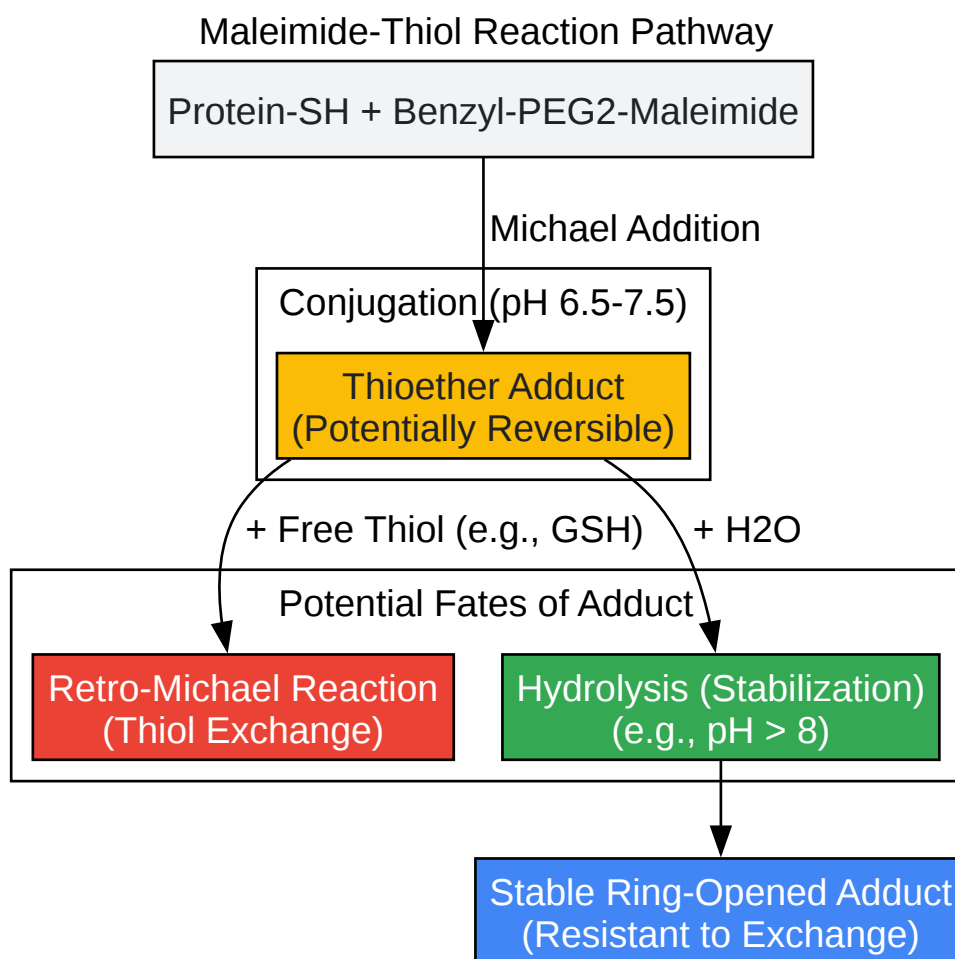 Maleimide-Thiol Reaction Pathway
Protein-SH + Benzyl-PEG2-Maleimide
Michael Addition
Conjugation (pH 6.5-7.5)
Thioether Adduct
(Potentially Reversible)
+ Free Thiol (e.g., GSH)
+ H2O
Potential Fates of Adduct
Retro-Michael Reaction
(Thiol Exchange)
Hydrolysis (Stabilization)
(e.g., pH > 8)
Stable Ring-Opened Adduct
(Resistant to Exchange)